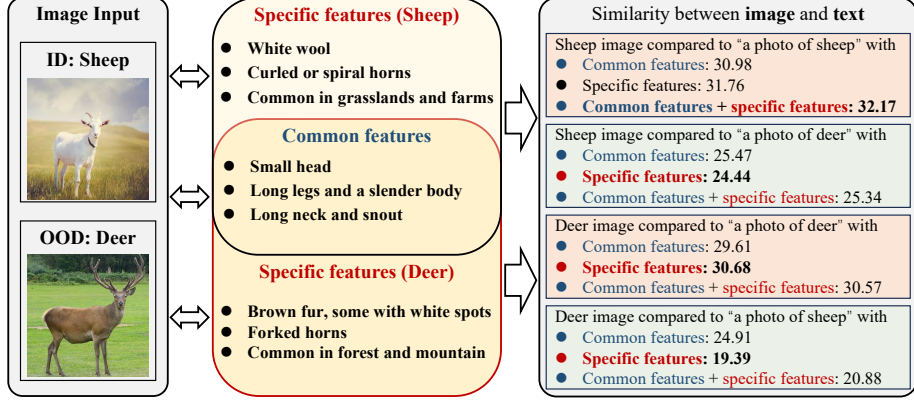 Image Input
ID: Sheep
OOD: Deer
Specific features (Sheep)
● White wool
● Curled or spiral horns
● Common in grasslands and farms
Common features
● Small head
● Long legs and a slender body
● Long neck and snout
Specific features (Deer)
● Brown fur, some with white spots
● Forked horns
● Common in forest and mountain
Similarity between image and text
Sheep image compared to “a photo of sheep” with
● Common features: 30.98
● Specific features: 31.76
● Common features + specific features: 32.17
Sheep image compared to “a photo of deer” with
● Common features: 25.47
● Specific features: 24.44
● Common features + specific features: 25.34
Deer image compared to “a photo of deer” with
● Common features: 29.61
● Specific features: 30.68
● Common features + specific features: 30.57
Deer image compared to “a photo of sheep” with
● Common features: 24.91
● Specific features: 19.39
● Common features + specific features: 20.88